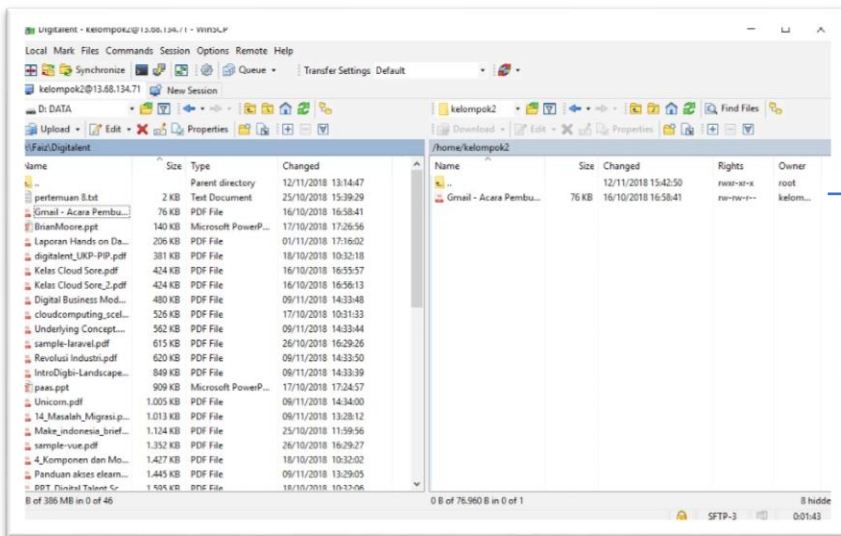 Digitalent - kelompok2@13.68.134.71 - WinSCP
Local Mark Files Commands Session Options Remote Help
Synchronize Queue Transfer Settings Default
kelompok2@13.68.134.71 New Session
D: DATA kelompok2 Find Files
Upload Edit Properties Download Edit Properties
\Faiz\Digitalent /home/kelompok2
Name Size Type Changed Name Size Changed Rights Owner
.. Parent directory 12/11/2018 13:14:47 .. 12/11/2018 15:42:50 rwxr-xr-x root
pertemuan 8.txt 2 KB Text Document 25/10/2018 15:39:29 Gmail - Acara Pembu... 76 KB 16/10/2018 16:58:41 rw-rw-r-- kelom...
Gmail - Acara Pembu... 76 KB PDF File 16/10/2018 16:58:41
BrianMoore.ppt 140 KB Microsoft PowerP... 17/10/2018 17:26:56
Laporan Hands on Da... 206 KB PDF File 01/11/2018 17:16:02
digitalent_UKP-PIP.pdf 381 KB PDF File 18/10/2018 10:32:18
Kelas Cloud Sore.pdf 424 KB PDF File 16/10/2018 16:55:57
Kelas Cloud Sore_2.pdf 424 KB PDF File 16/10/2018 16:56:13
Digital Business Mod... 480 KB PDF File 09/11/2018 14:33:48
cloudcomputing_scel... 526 KB PDF File 17/10/2018 10:31:33
Underlying Concept.... 562 KB PDF File 09/11/2018 14:33:44
sample-laravel.pdf 615 KB PDF File 26/10/2018 16:29:26
Revolusi Industri.pdf 620 KB PDF File 09/11/2018 14:33:50
IntroDigbi-Landscape... 849 KB PDF File 09/11/2018 14:33:39
paas.ppt 909 KB Microsoft PowerP... 17/10/2018 17:24:57
Unicorn.pdf 1.005 KB PDF File 09/11/2018 14:34:00
14_Masalah_Migrasi.p... 1.013 KB PDF File 09/11/2018 13:28:12
Make_indonesia_brief... 1.124 KB PDF File 25/10/2018 11:59:56
sample-vue.pdf 1.352 KB PDF File 26/10/2018 16:29:27
4_Komponen dan Mo... 1.427 KB PDF File 18/10/2018 10:32:02
Panduan akses elearn... 1.445 KB PDF File 09/11/2018 13:29:05
PPT Digital Talent Sc... 1.595 KB PDF File 18/10/2018 10:32:06
B of 386 MB in 0 of 46 0 B of 76.960 B in 0 of 1 8 hidde
SFTP-3 0:01:43